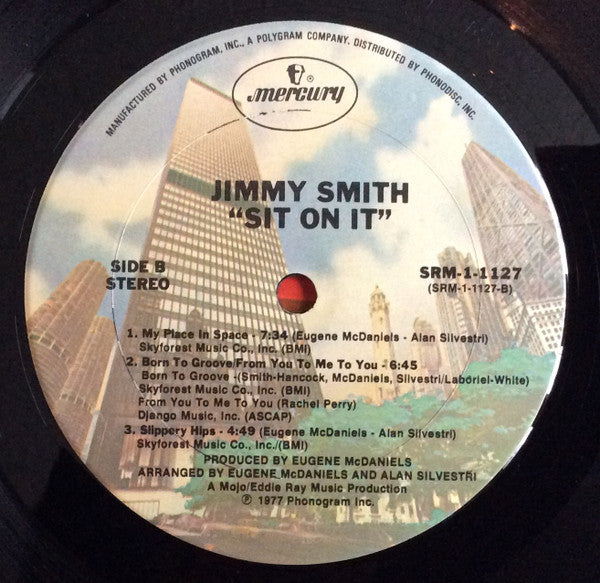 MANUFACTURED BY PHONOGRAM, INC., A POLYGRAM COMPANY, DISTRIBUTED BY PHONODISC, INC.
®
mercury
JIMMY SMITH
"SIT ON IT"
SIDE B
STEREO
SRM-1-1127
(SRM-1-1127-B)
1. My Place In Space - 7:34 (Eugene McDaniels - Alan Silvestri)
Skyforest Music Co., Inc. (BMI)
2. Born To Groove/From You To Me To You - 6:45
Born To Groove -(Smith-Hancock, McDaniels, Silvestri/Laboriel-White)
Skyforest Music Co., Inc. (BMI)
From You To Me To You (Rachel Perry)
Django Music, Inc. (ASCAP)
3. Slippery Hips - 4:49 (Eugene McDaniels - Alan Silvestri)
Skyforest Music Co., Inc./(BMI)
PRODUCED BY EUGENE McDANIELS
ARRANGED BY EUGENE McDANIELS AND ALAN SILVESTRI
A Mojo/Eddie Ray Music Production
℗ 1977 Phonogram Inc.